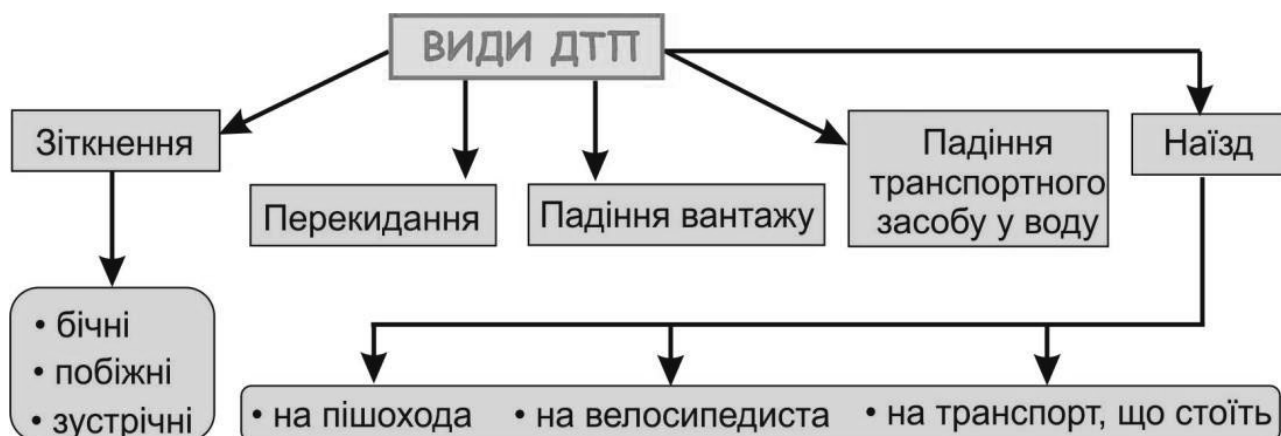 ВИДИ ДТП
Зіткнення
Перекидання
Падіння вантажу
Падіння
транспортного
засобу у воду
Наїзд
• бічні
• побіжні
• зустрічні
• на пішохода • на велосипедиста • на транспорт, що стоїть